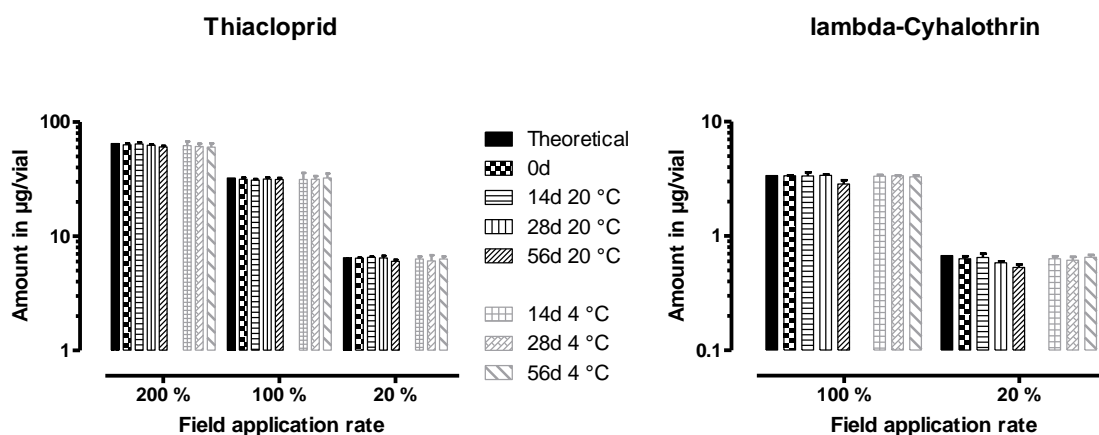 Thiacloprid
100
10
1
Amount in µg/vial
200 %
100 %
20 %
Field application rate
Theoretical
0d
14d 20 °C
28d 20 °C
56d 20 °C
14d 4 °C
28d 4 °C
56d 4 °C
lambda-Cyhalothrin
10
1
0.1
Amount in µg/vial
100 %
20 %
Field application rate